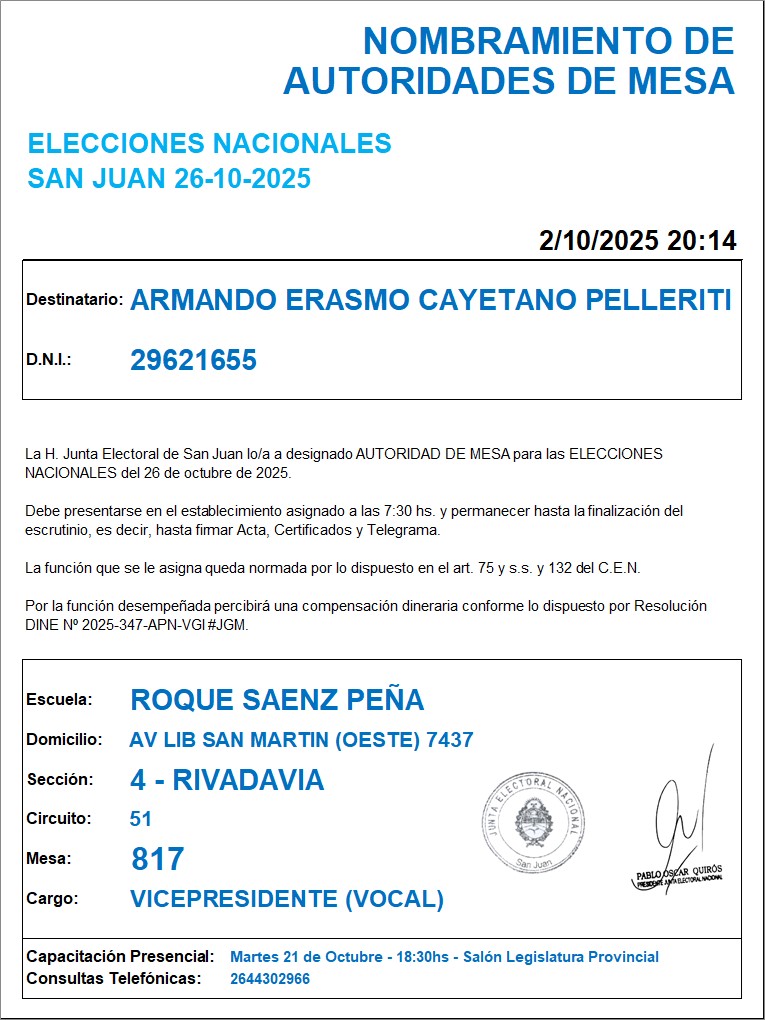 NOMBRAMIENTO DE
AUTORIDADES DE MESA
ELECCIONES NACIONALES
SAN JUAN 26-10-2025
2/10/2025 20:14
Destinatario: ARMANDO ERASMO CAYETANO PELLERITI
D.N.I.: 29621655
La H. Junta Electoral de San Juan lo/a a designado AUTORIDAD DE MESA para las ELECCIONES
NACIONALES del 26 de octubre de 2025.
Debe presentarse en el establecimiento asignado a las 7:30 hs. y permanecer hasta la finalización del
escrutinio, es decir, hasta firmar Acta, Certificados y Telegrama.
La función que se le asigna queda normada por lo dispuesto en el art. 75 y s.s. y 132 del C.E.N.
Por la función desempeñada percibirá una compensación dineraria conforme lo dispuesto por Resolución
DINE Nº 2025-347-APN-VGI#JGM.
Escuela: ROQUE SAENZ PEÑA
Domicilio: AV LIB SAN MARTIN (OESTE) 7437
Sección: 4 - RIVADAVIA
Circuito: 51
Mesa: 817
Cargo: VICEPRESIDENTE (VOCAL)
JUNTA ELECTORAL NACIONAL
San Juan
PABLO OSCAR QUIRÓS
PRESIDENTE JUNTA ELECTORAL NACIONAL
Capacitación Presencial: Martes 21 de Octubre - 18:30hs - Salón Legislatura Provincial
Consultas Telefónicas: 2644302966